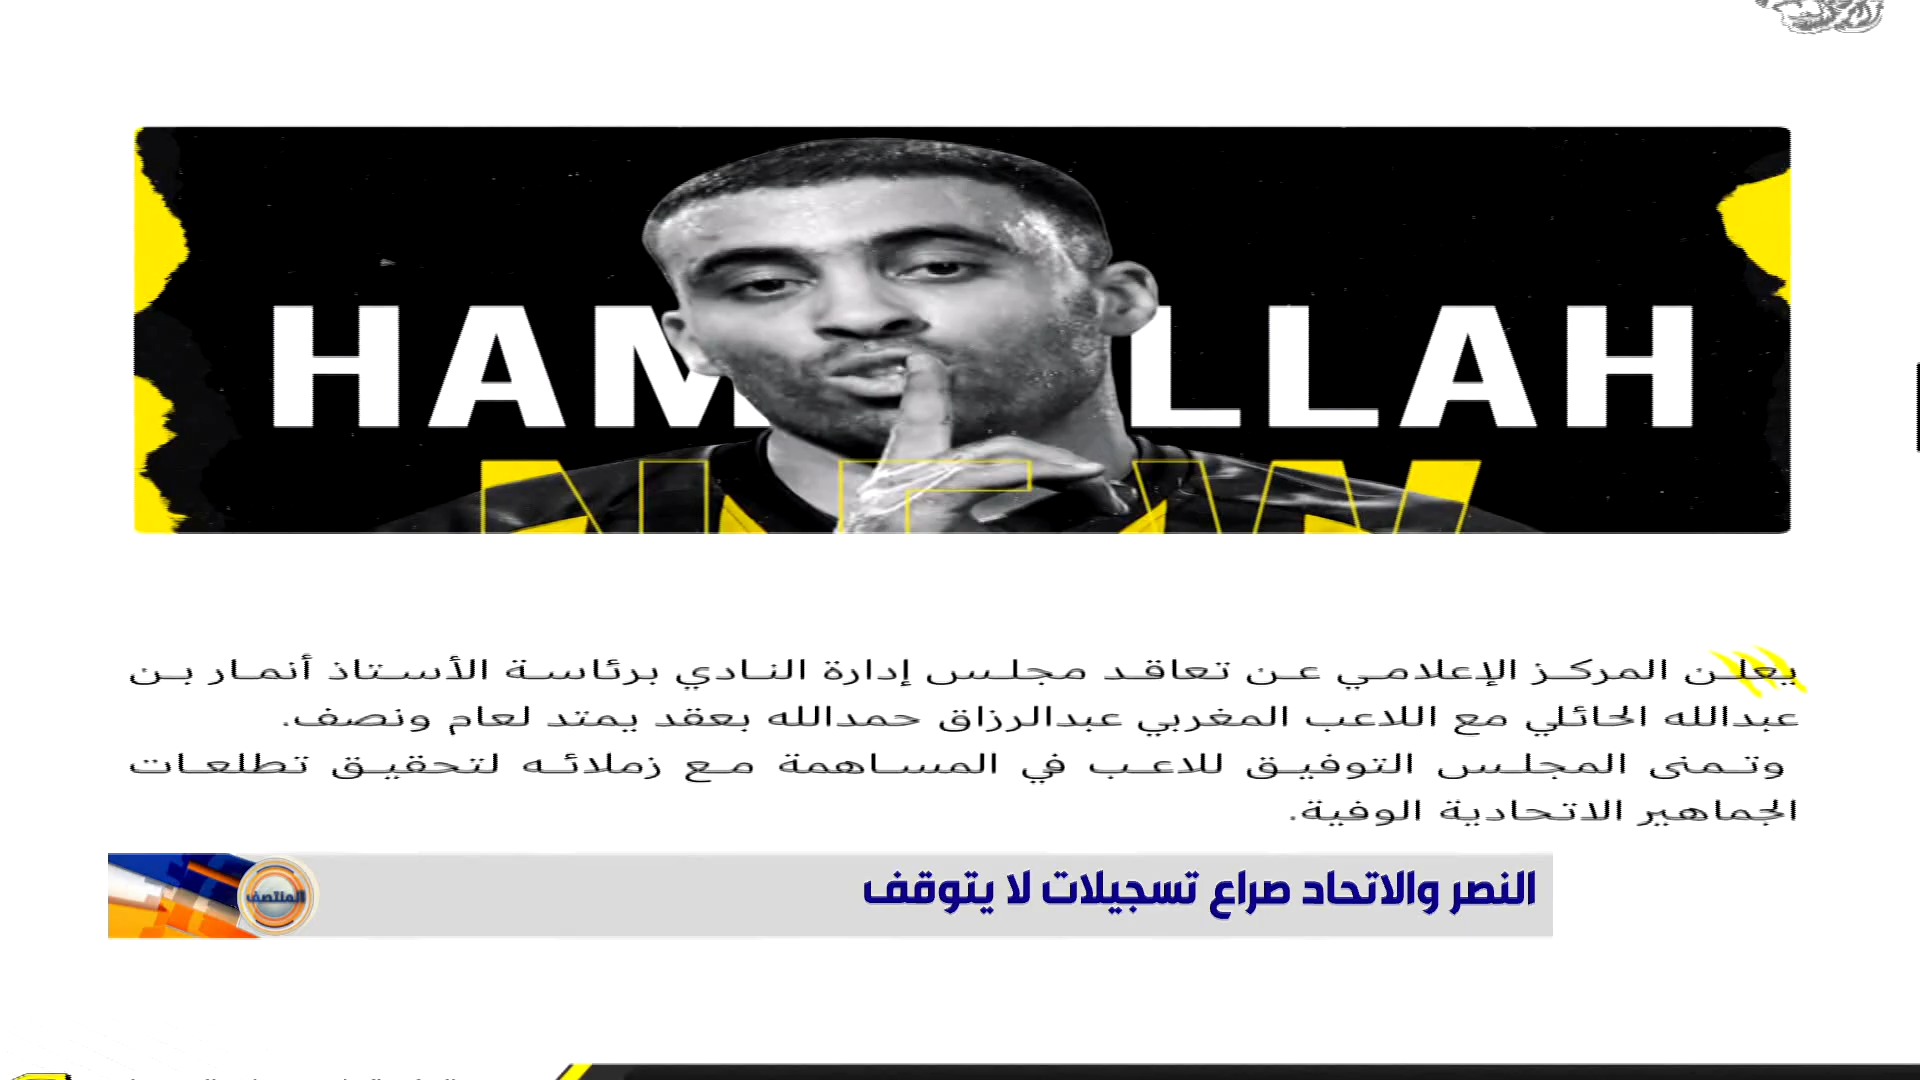 HAM LLAH
NEW
يعلن المركز الإعلامي عن تعاقد مجلس إدارة النادي برئاسة الأستاذ أنمار بن
عبدالله الحائلي مع اللاعب المغربي عبدالرزاق حمدالله بعقد يمتد لعام ونصف.
وتمنى المجلس التوفيق للاعب في المساهمة مع زملائه لتحقيق تطلعات
الجماهير الاتحادية الوفية.
النصر والاتحاد صراع تسجيلات لا يتوقف
المنتصف